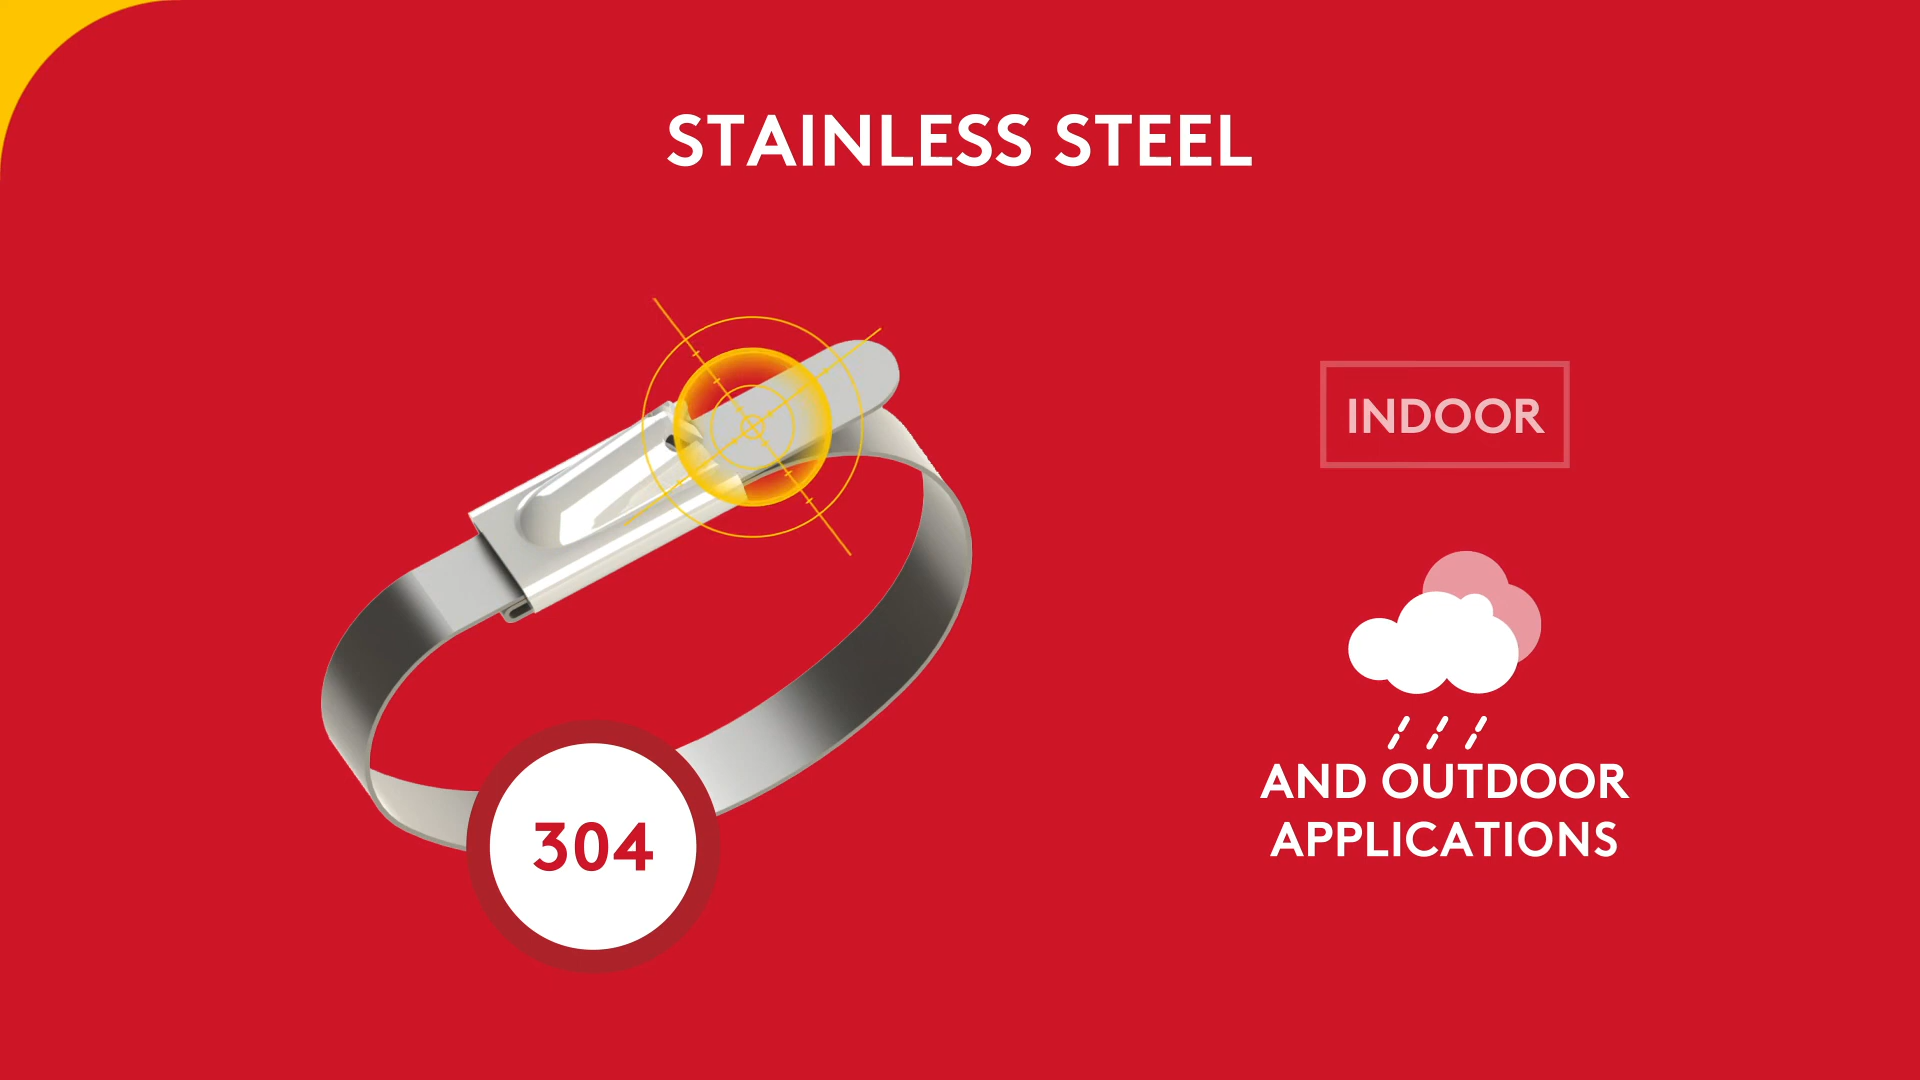 STAINLESS STEEL
INDOOR
304
AND OUTDOOR
APPLICATIONS